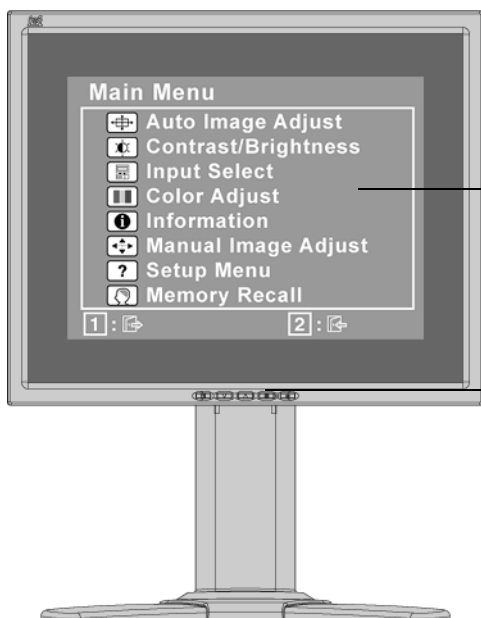 Main Menu
Auto Image Adjust
Contrast/Brightness
Input Select
Color Adjust
Information
Manual Image Adjust
? Setup Menu
Memory Recall
1 : 2 :